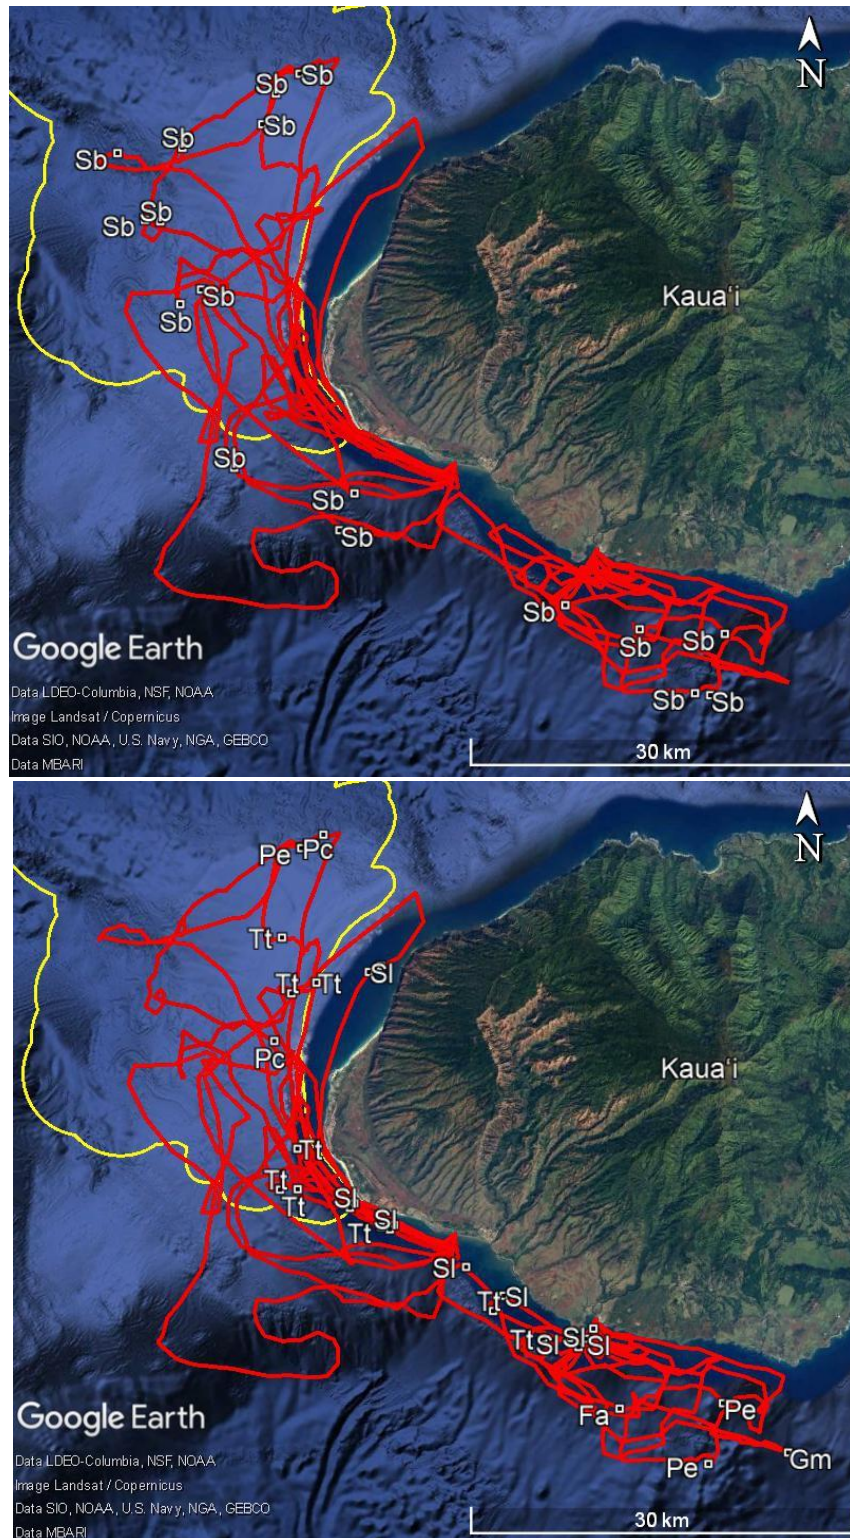 N
Sb
Sb
Sb
Sb
Sb
Sb
Sb
Kauaʻi
Sb
Sb
Sb
Sb
Sb
Sb
Sb
Sb
Sb
Sb
Google Earth
Data LDEO-Columbia, NSF, NOAA
Image Landsat / Copernicus
Data SIO, NOAA, U.S. Navy, NGA, GEBCO
Data MBARI
30 km
N
Pe Pc
Tt
Sl
Tt Tt
Pc
Kauaʻi
Tt
Tt
Tt
Sl
Sl
Tt
Sl
Tt Sl
Tt Sl Sl Sl
Fa Pe
Gm
Pe
Google Earth
Data LDEO-Columbia, NSF, NOAA
Image Landsat / Copernicus
Data SIO, NOAA, U.S. Navy, NGA, GEBCO
Data MBARI
30 km